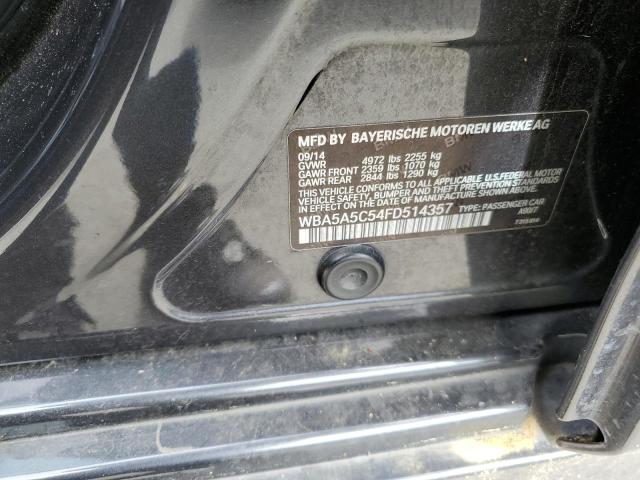 MFD BY BAYERISCHE MOTOREN WERKE AG
09/14
GVWR 4972 lbs 2255 kg
GAWR FRONT 2359 lbs 1070 kg
GAWR REAR 2844 lbs 1290 kg
THIS VEHICLE CONFORMS TO ALL APPLICABLE U.S. FEDERAL MOTOR
VEHICLE SAFETY, BUMPER, AND THEFT PREVENTION
STANDARDS IN EFFECT ON THE DATE OF MANUFACTURE SHOWN ABOVE.
WBA5A5C54FD514357 TYPE: PASSENGER CAR
A90/7